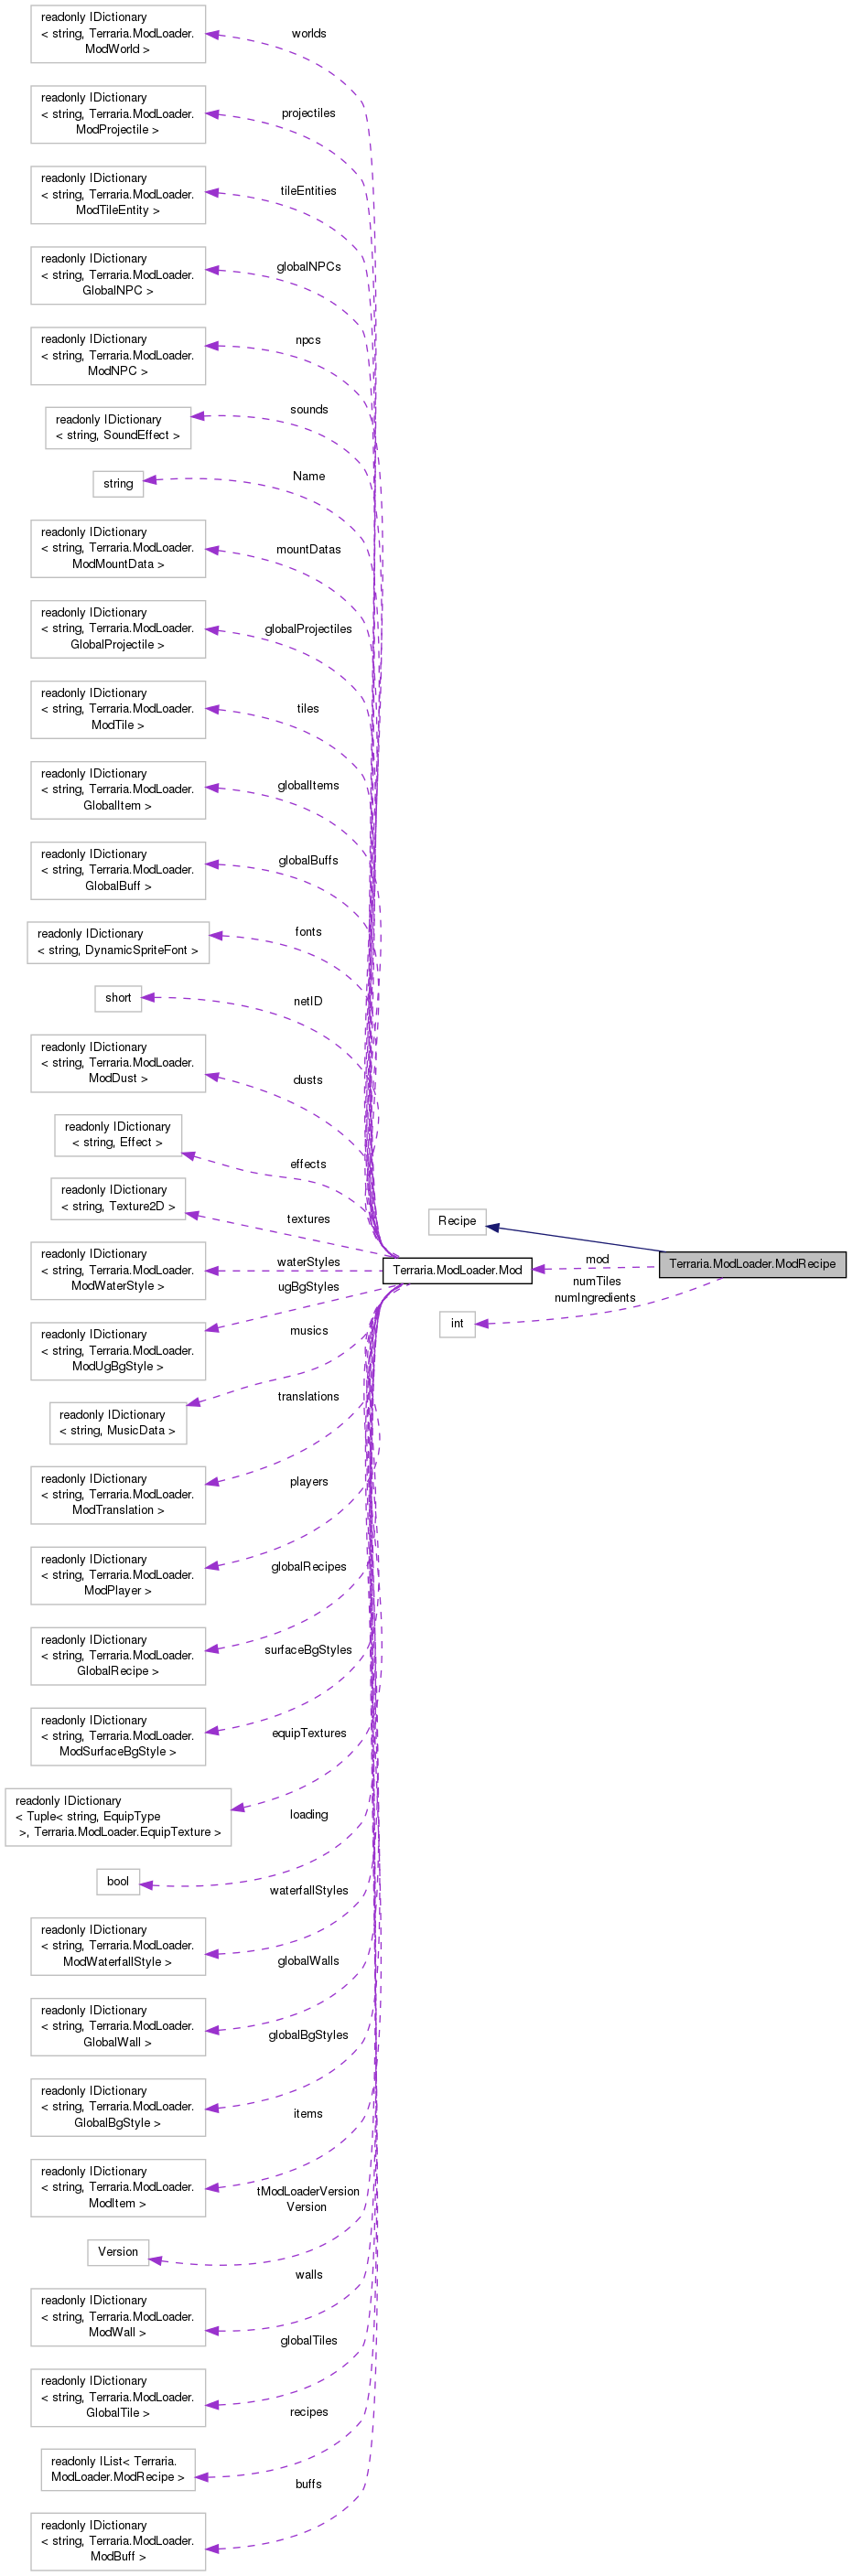 readonly IDictionary
< string, Terraria.ModLoader.
ModWorld >
worlds
readonly IDictionary
< string, Terraria.ModLoader.
ModProjectile >
projectiles
readonly IDictionary
< string, Terraria.ModLoader.
ModTileEntity >
tileEntities
readonly IDictionary
< string, Terraria.ModLoader.
GlobalNPC >
globalNPCs
readonly IDictionary
< string, Terraria.ModLoader.
ModNPC >
npcs
readonly IDictionary
< string, SoundEffect >
sounds
string
Name
readonly IDictionary
< string, Terraria.ModLoader.
ModMountData >
mountDatas
readonly IDictionary
< string, Terraria.ModLoader.
GlobalProjectile >
globalProjectiles
readonly IDictionary
< string, Terraria.ModLoader.
ModTile >
tiles
readonly IDictionary
< string, Terraria.ModLoader.
GlobalItem >
globalItems
readonly IDictionary
< string, Terraria.ModLoader.
GlobalBuff >
globalBuffs
readonly IDictionary
< string, DynamicSpriteFont >
fonts
short
netID
readonly IDictionary
< string, Terraria.ModLoader.
ModDust >
dusts
readonly IDictionary
< string, Effect >
effects
readonly IDictionary
< string, Texture2D >
textures
readonly IDictionary
< string, Terraria.ModLoader.
ModWaterStyle >
waterStyles
readonly IDictionary
< string, Terraria.ModLoader.
ModUgBgStyle >
ugBgStyles
readonly IDictionary
< string, MusicData >
musics
readonly IDictionary
< string, Terraria.ModLoader.
ModTranslation >
translations
readonly IDictionary
< string, Terraria.ModLoader.
ModPlayer >
players
readonly IDictionary
< string, Terraria.ModLoader.
GlobalRecipe >
globalRecipes
readonly IDictionary
< string, Terraria.ModLoader.
ModSurfaceBgStyle >
surfaceBgStyles
readonly IDictionary
< Tuple< string, EquipType
>, Terraria.ModLoader.EquipTexture >
equipTextures
bool
loading
readonly IDictionary
< string, Terraria.ModLoader.
ModWaterfallStyle >
waterfallStyles
readonly IDictionary
< string, Terraria.ModLoader.
GlobalWall >
globalWalls
readonly IDictionary
< string, Terraria.ModLoader.
GlobalBgStyle >
globalBgStyles
readonly IDictionary
< string, Terraria.ModLoader.
ModItem >
items
Version
tModLoaderVersion
Version
readonly IDictionary
< string, Terraria.ModLoader.
ModWall >
walls
readonly IDictionary
< string, Terraria.ModLoader.
GlobalTile >
globalTiles
readonly IList< Terraria.
ModLoader.ModRecipe >
recipes
readonly IDictionary
< string, Terraria.ModLoader.
ModBuff >
buffs
Terraria.ModLoader.Mod
Recipe
int
mod
numTiles
numIngredients
Terraria.ModLoader.ModRecipe